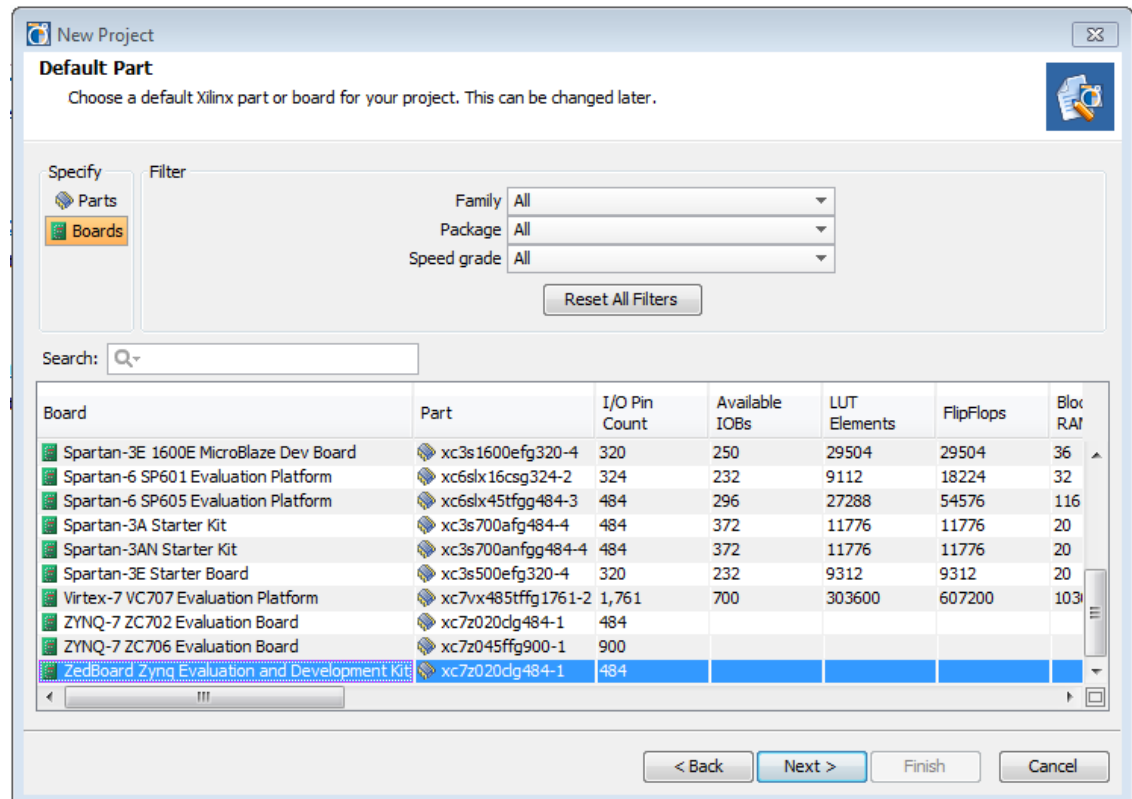 New Project
Default Part
Choose a default Xilinx part or board for your project. This can be changed later.
Specify
Filter
Parts
Boards
Family All
Package All
Speed grade All
Reset All Filters
Search:
Board Part I/O Pin Count Available IOBs LUT Elements FlipFlops Bloc RAM
Spartan-3E 1600E MicroBlaze Dev Board xc3s1600efg320-4 320 250 29504 29504 36
Spartan-6 SP601 Evaluation Platform xc6slx16csg324-2 324 232 9112 18224 32
Spartan-6 SP605 Evaluation Platform xc6slx45tfgg484-3 484 296 27288 54576 116
Spartan-3A Starter Kit xc3s700afg484-4 484 372 11776 11776 20
Spartan-3AN Starter Kit xc3s700anfgg484-4 484 372 11776 11776 20
Spartan-3E Starter Board xc3s500efg320-4 320 232 9312 9312 20
Virtex-7 VC707 Evaluation Platform xc7vx485tffg1761-2 1,761 700 303600 607200 1030
ZYNQ-7 ZC702 Evaluation Board xc7z020clg484-1 484
ZYNQ-7 ZC706 Evaluation Board xc7z045ffg900-1 900
ZedBoard Zynq Evaluation and Development Kit xc7z020clg484-1 484
< Back Next > Finish Cancel